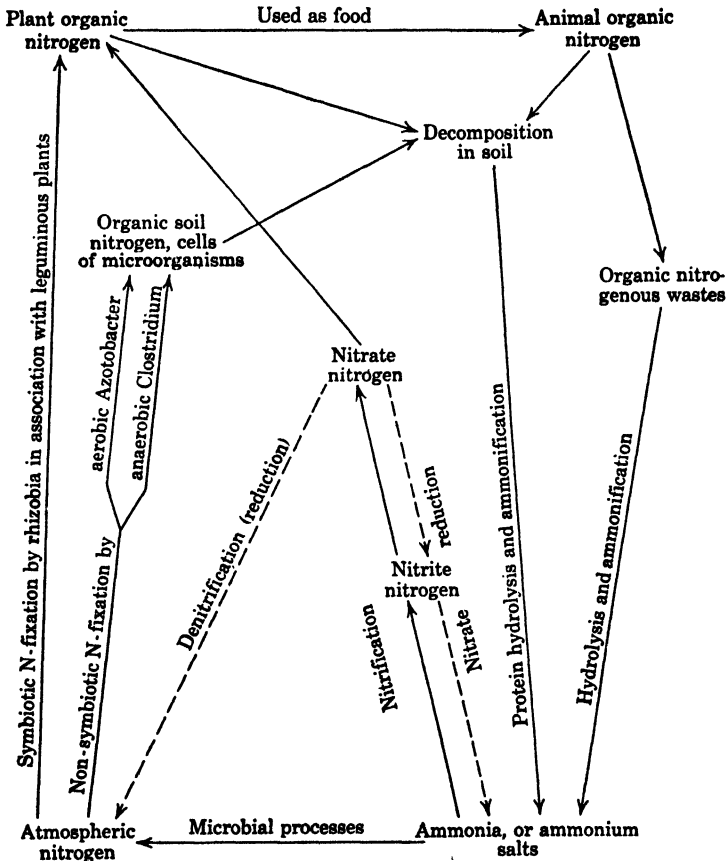 Plant organic
nitrogen
Used as food
Animal organic
nitrogen
Decomposition
in soil
Organic soil
nitrogen, cells
of microorganisms
Organic nitro-
genous wastes
Nitrate
nitrogen
Symbiotic N-fixation by rhizobia in association with leguminous plants
Non-symbiotic N-fixation by
aerobic Azotobacter
anaerobic Clostridium
Denitrification (reduction)
reduction
Nitrite
nitrogen
Nitrate
Nitrification
Protein hydrolysis and ammonification
Hydrolysis and ammonification
Atmospheric
nitrogen
Microbial processes
Ammonia, or ammonium
salts